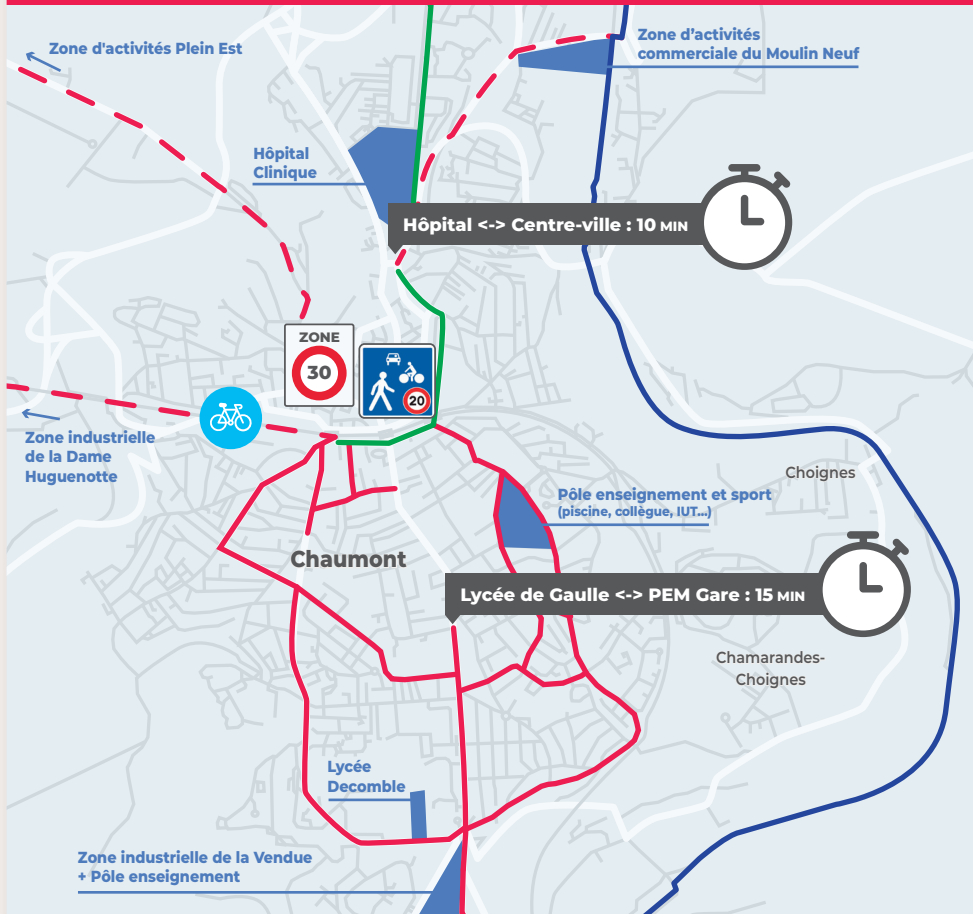 Zone d'activités Plein Est
Zone d'activités
commerciale du Moulin Neuf
Hôpital
Clinique
Hôpital <-> Centre-ville : 10 MIN
ZONE
30
20
Zone industrielle
de la Dame
Huguenotte
Choignes
Pôle enseignement et sport
(piscine, collègue, IUT...)
Chaumont
Lycée de Gaulle <-> PEM Gare : 15 MIN
Chamarandes-
Choignes
Lycée
Decomble
Zone industrielle de la Vendue
+ Pôle enseignement